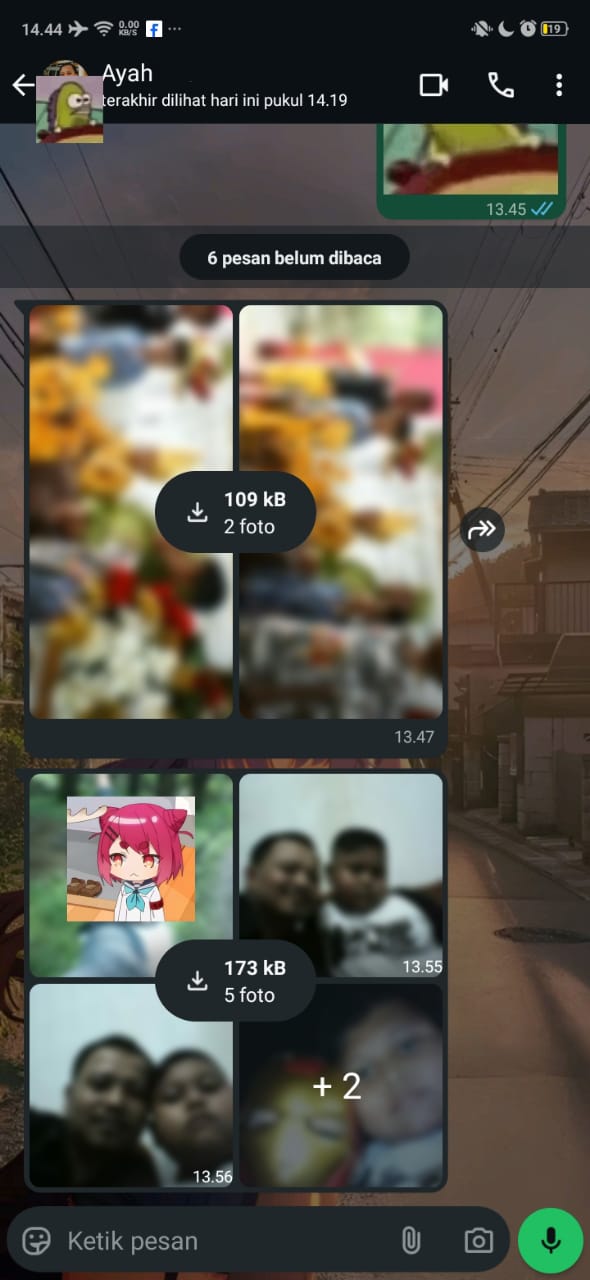 14.44 0.00 KB/S 19
Ayah
terakhir dilihat hari ini pukul 14.19
13.45
6 pesan belum dibaca
109 kB
2 foto
13.47
13.55
173 kB
5 foto
+ 2
13.56
Ketik pesan